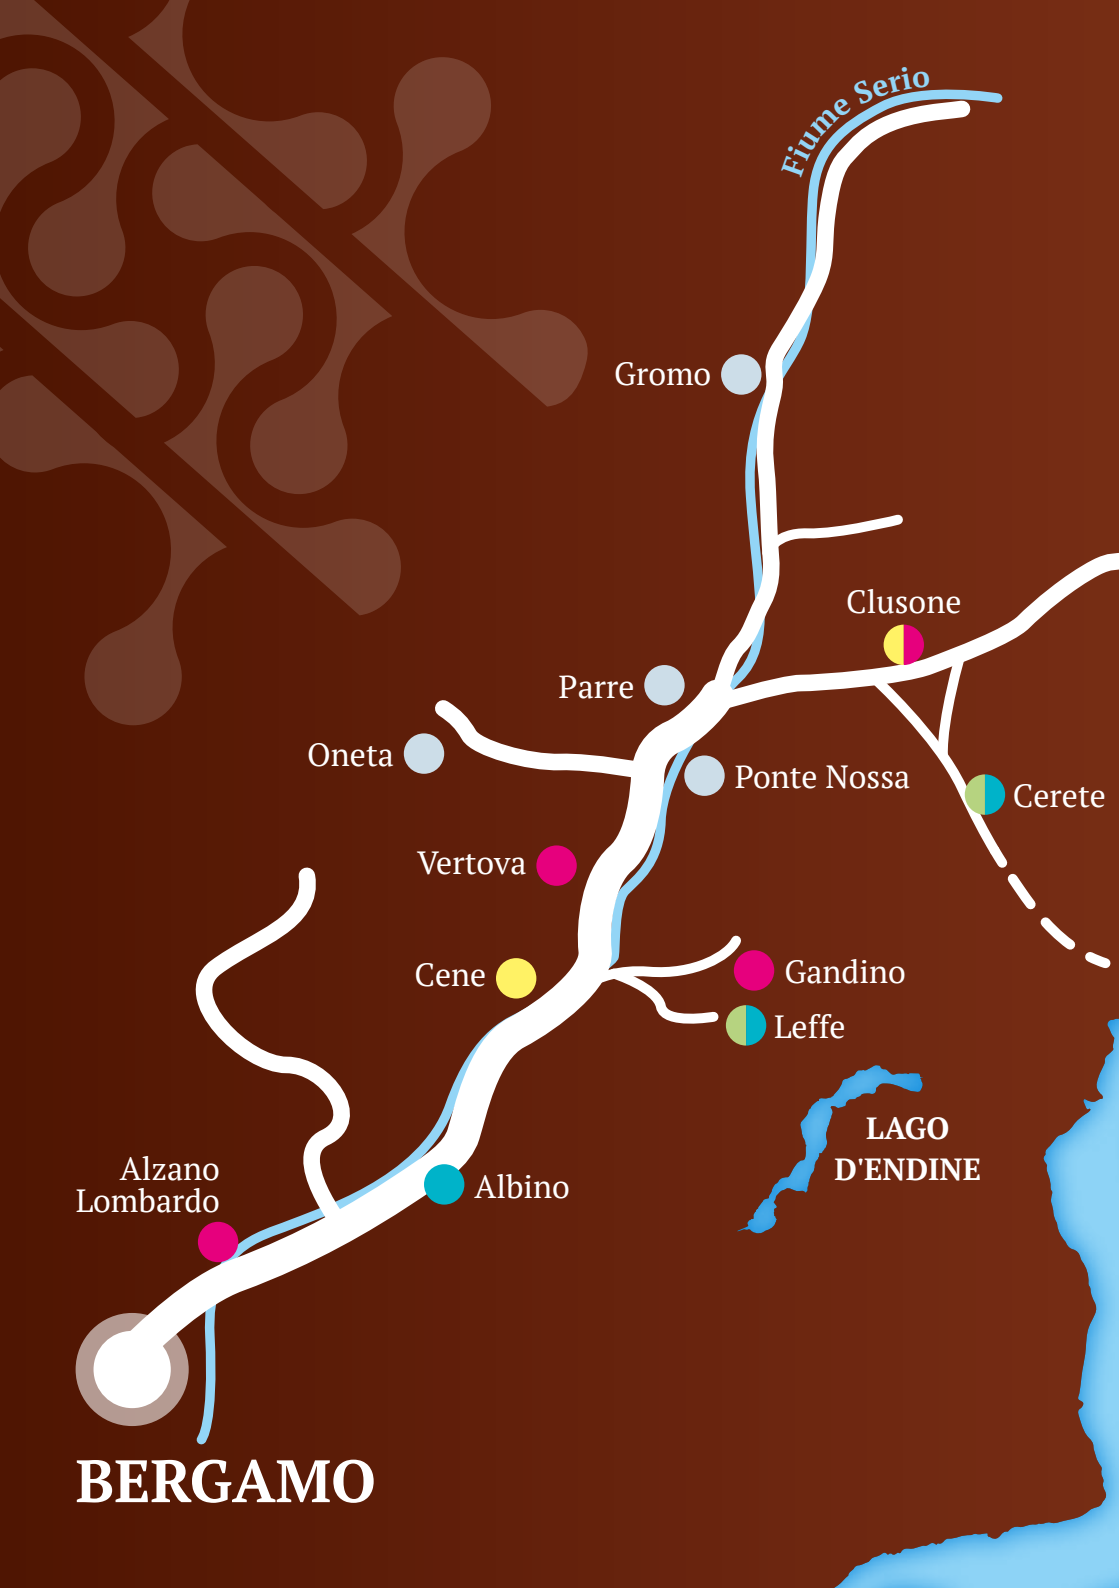 Fiume Serio
Gromo
Clusone
Parre
Oneta
Ponte Nossa
Cerete
Vertova
Cene
Gandino
Leffe
LAGO
D'ENDINE
Alzano
Lombardo
Albino
BERGAMO